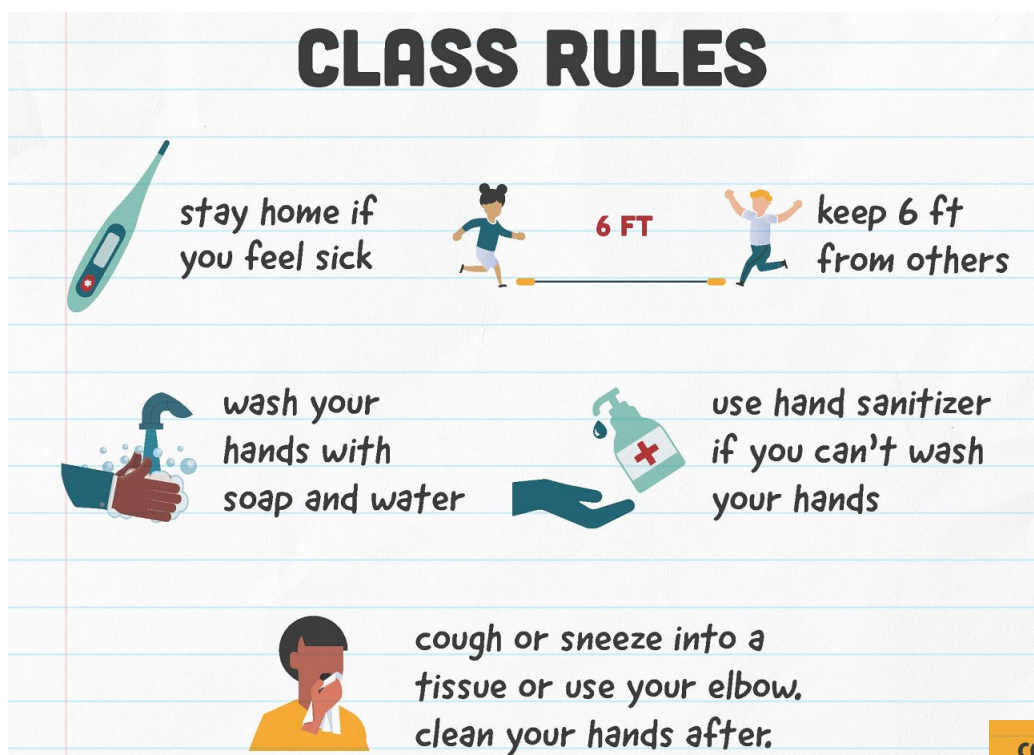 CLASS RULES
stay home if
you feel sick
6 FT
keep 6 ft
from others
wash your
hands with
soap and water
use hand sanitizer
if you can't wash
your hands
cough or sneeze into a
tissue or use your elbow.
clean your hands after.